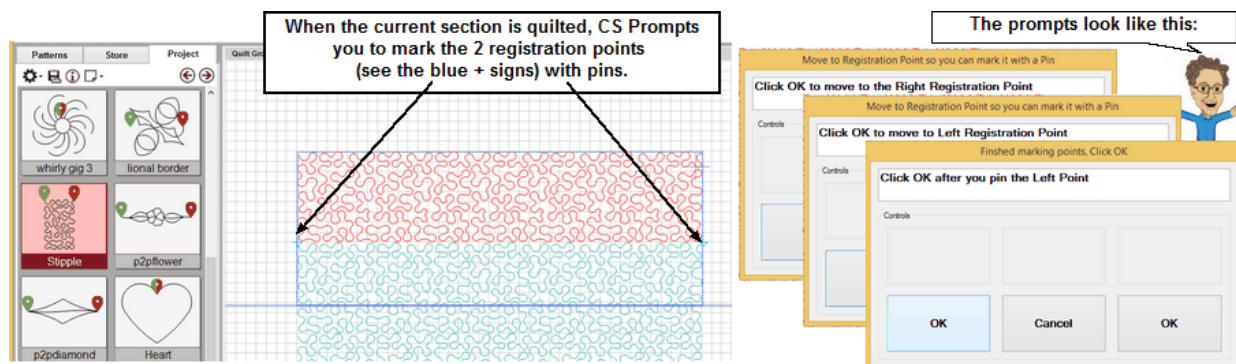 Patterns
Store
Project
whirly gig 3
lional border
Stipple
p2pflower
p2pdiamond
Heart
Quilt Gro
When the current section is quilted, CS Prompts
you to mark the 2 registration points
(see the blue + signs) with pins.
The prompts look like this:
Move to Registration Point so you can mark it with a Pin
Click OK to move to the Right Registration Point
Controls
Move to Registration Point so you can mark it with a Pin
Click OK to move to Left Registration Point
Controls
Finshed marking points, Click OK
Click OK after you pin the Left Point
Controls
OK
Cancel
OK